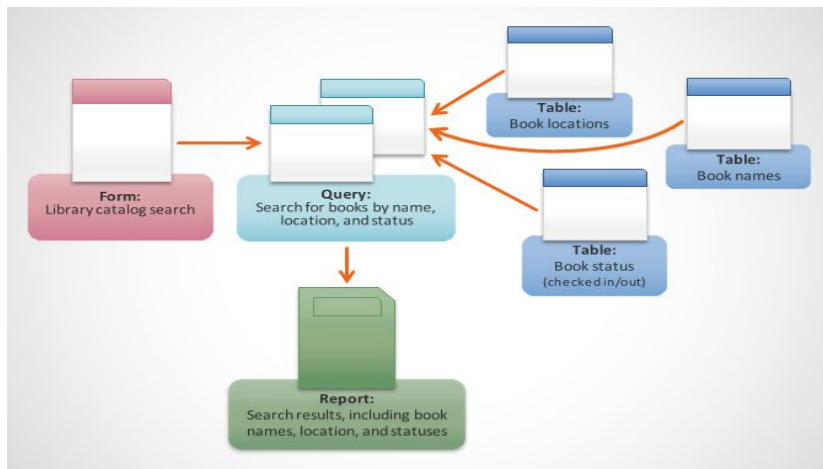 Form:
Library catalog search
Query:
Search for books by name,
location, and status
Table:
Book locations
Table:
Book names
Table:
Book status
(checked in/out)
Report:
Search results, including book
names, location, and statuses